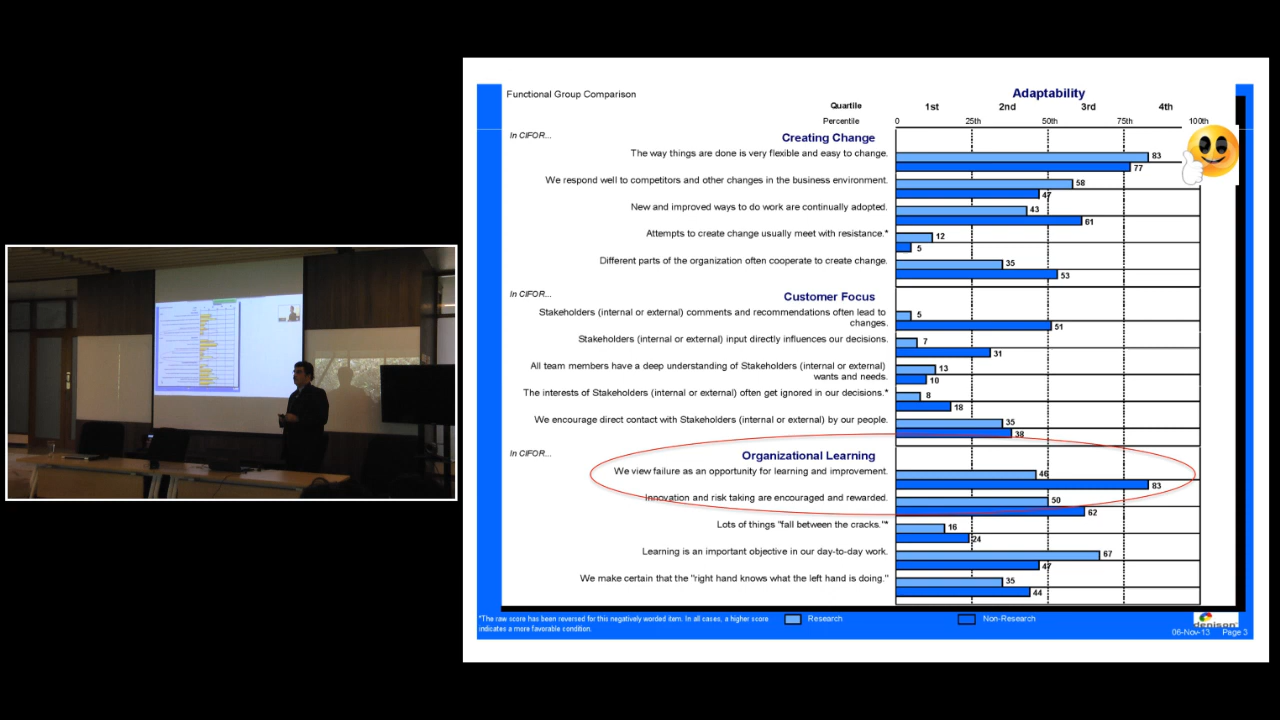 Functional Group Comparison
Adaptability
Quartile 1st 2nd 3rd 4th
Percentile 0 25th 50th 75th 100th
In CIFOR...
Creating Change
The way things are done is very flexible and easy to change. 83
77
We respond well to competitors and other changes in the business environment. 58
47
New and improved ways to do work are continually adopted. 43
61
Attempts to create change usually meet with resistance.* 12
5
Different parts of the organization often cooperate to create change. 35
53
In CIFOR...
Customer Focus
Stakeholders (internal or external) comments and recommendations often lead to
changes. 5
51
Stakeholders (internal or external) input directly influences our decisions. 7
31
All team members have a deep understanding of Stakeholders (internal or external)
wants and needs. 13
10
The interests of Stakeholders (internal or external) often get ignored in our decisions.* 8
18
We encourage direct contact with Stakeholders (internal or external) by our people. 35
38
In CIFOR...
Organizational Learning
We view failure as an opportunity for learning and improvement. 46
83
Innovation and risk taking are encouraged and rewarded. 50
62
Lots of things "fall between the cracks."* 16
24
Learning is an important objective in our day-to-day work. 67
47
We make certain that the "right hand knows what the left hand is doing." 35
44
*The raw score has been reversed for this negatively worded item. In all cases, a higher score
indicates a more favorable condition.
Research
Non-Research
denison
06-Nov-13 Page 3